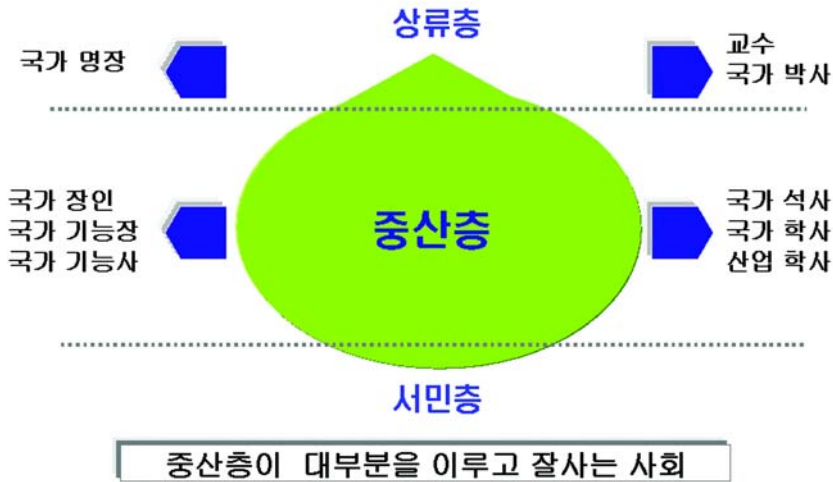 상류층
국가 명장
교수
국가 박사
국가 장인
국가 기능장
국가 기능사
중산층
국가 석사
국가 학사
산업 학사
서민층
중산층이 대부분을 이루고 잘사는 사회